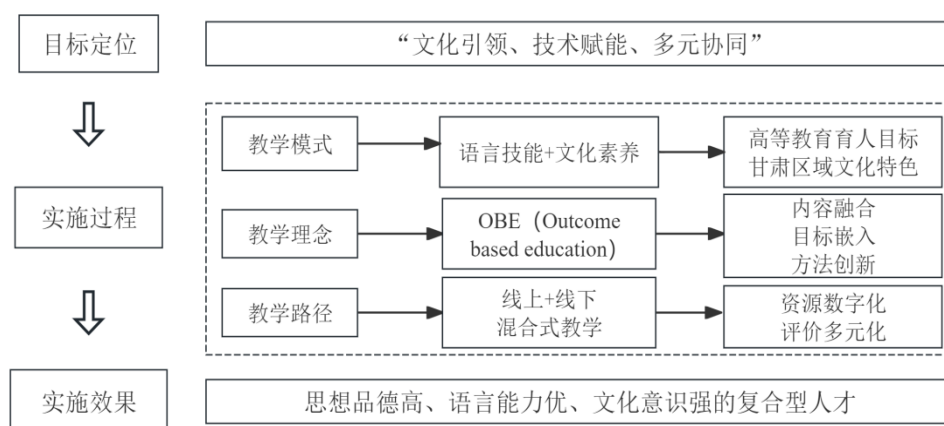 目标定位
“文化引领、技术赋能、多元协同”
实施过程
教学模式
语言技能+文化素养
高等教育育人目标
甘肃区域文化特色
教学理念
OBE（Outcome
based education）
内容融合
目标嵌入
方法创新
教学路径
线上+线下
混合式教学
资源数字化
评价多元化
实施效果
思想品德高、语言能力优、文化意识强的复合型人才